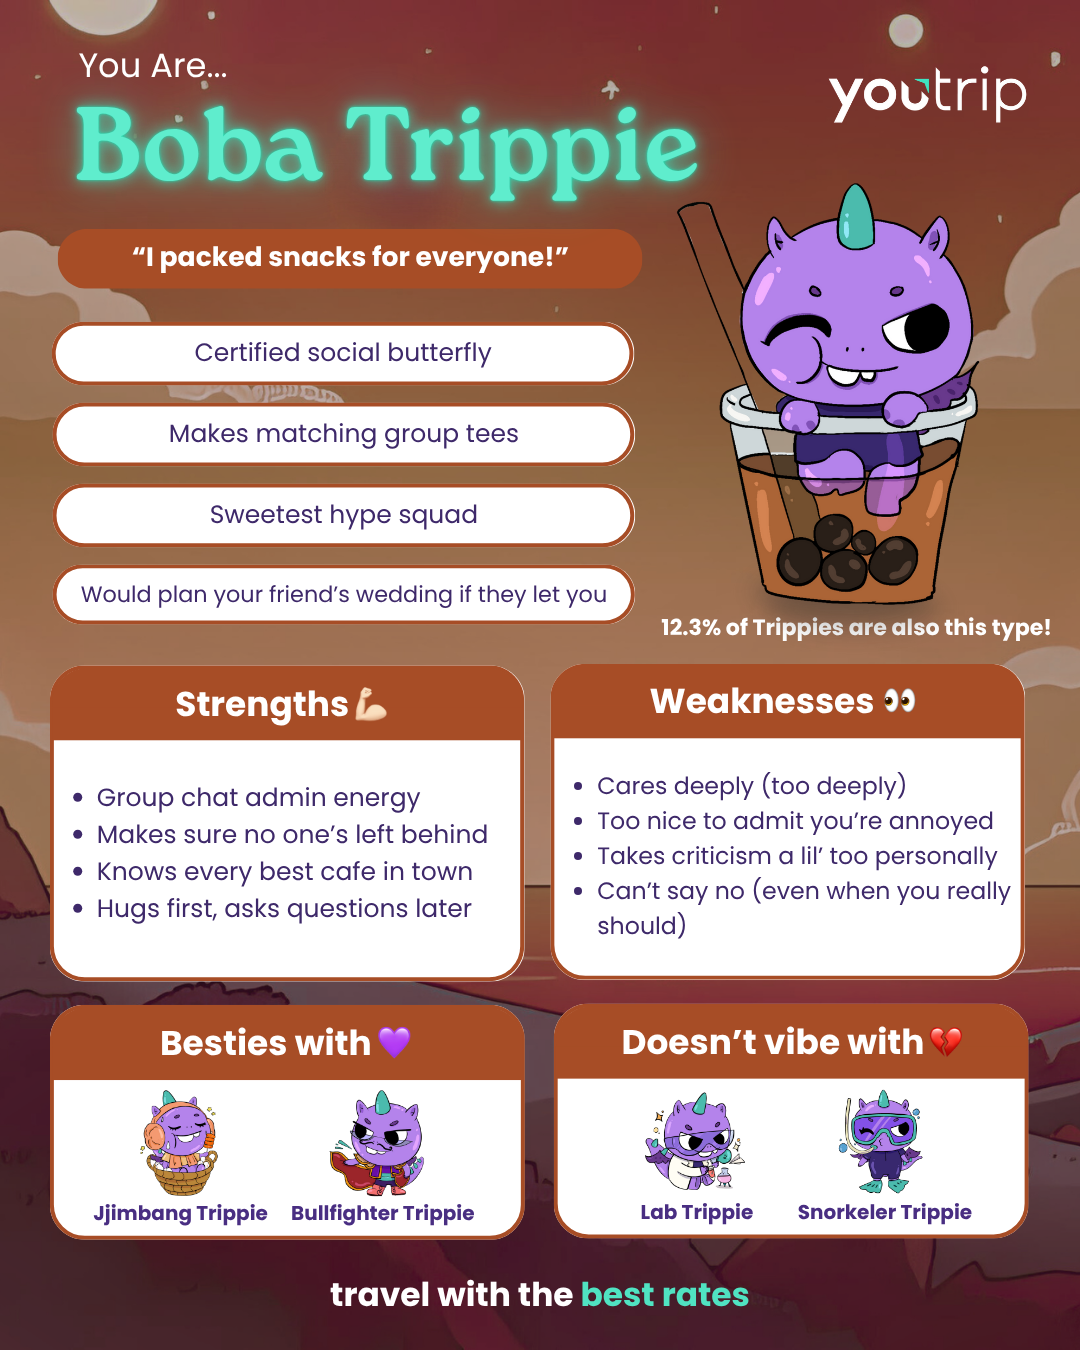 You Are...
youtrip
Boba Trippie
“I packed snacks for everyone!”
Certified social butterfly
Makes matching group tees
Sweetest hype squad
Would plan your friend’s wedding if they let you
12.3% of Trippies are also this type!
Strengths💪🏻
• Group chat admin energy
• Makes sure no one’s left behind
• Knows every best cafe in town
• Hugs first, asks questions later
Weaknesses 👀
• Cares deeply (too deeply)
• Too nice to admit you’re annoyed
• Takes criticism a lil’ too personally
• Can’t say no (even when you really
should)
Besties with💜
Jjimbang Trippie
Bullfighter Trippie
Doesn’t vibe with💔
Lab Trippie
Snorkeler Trippie
travel with the best rates